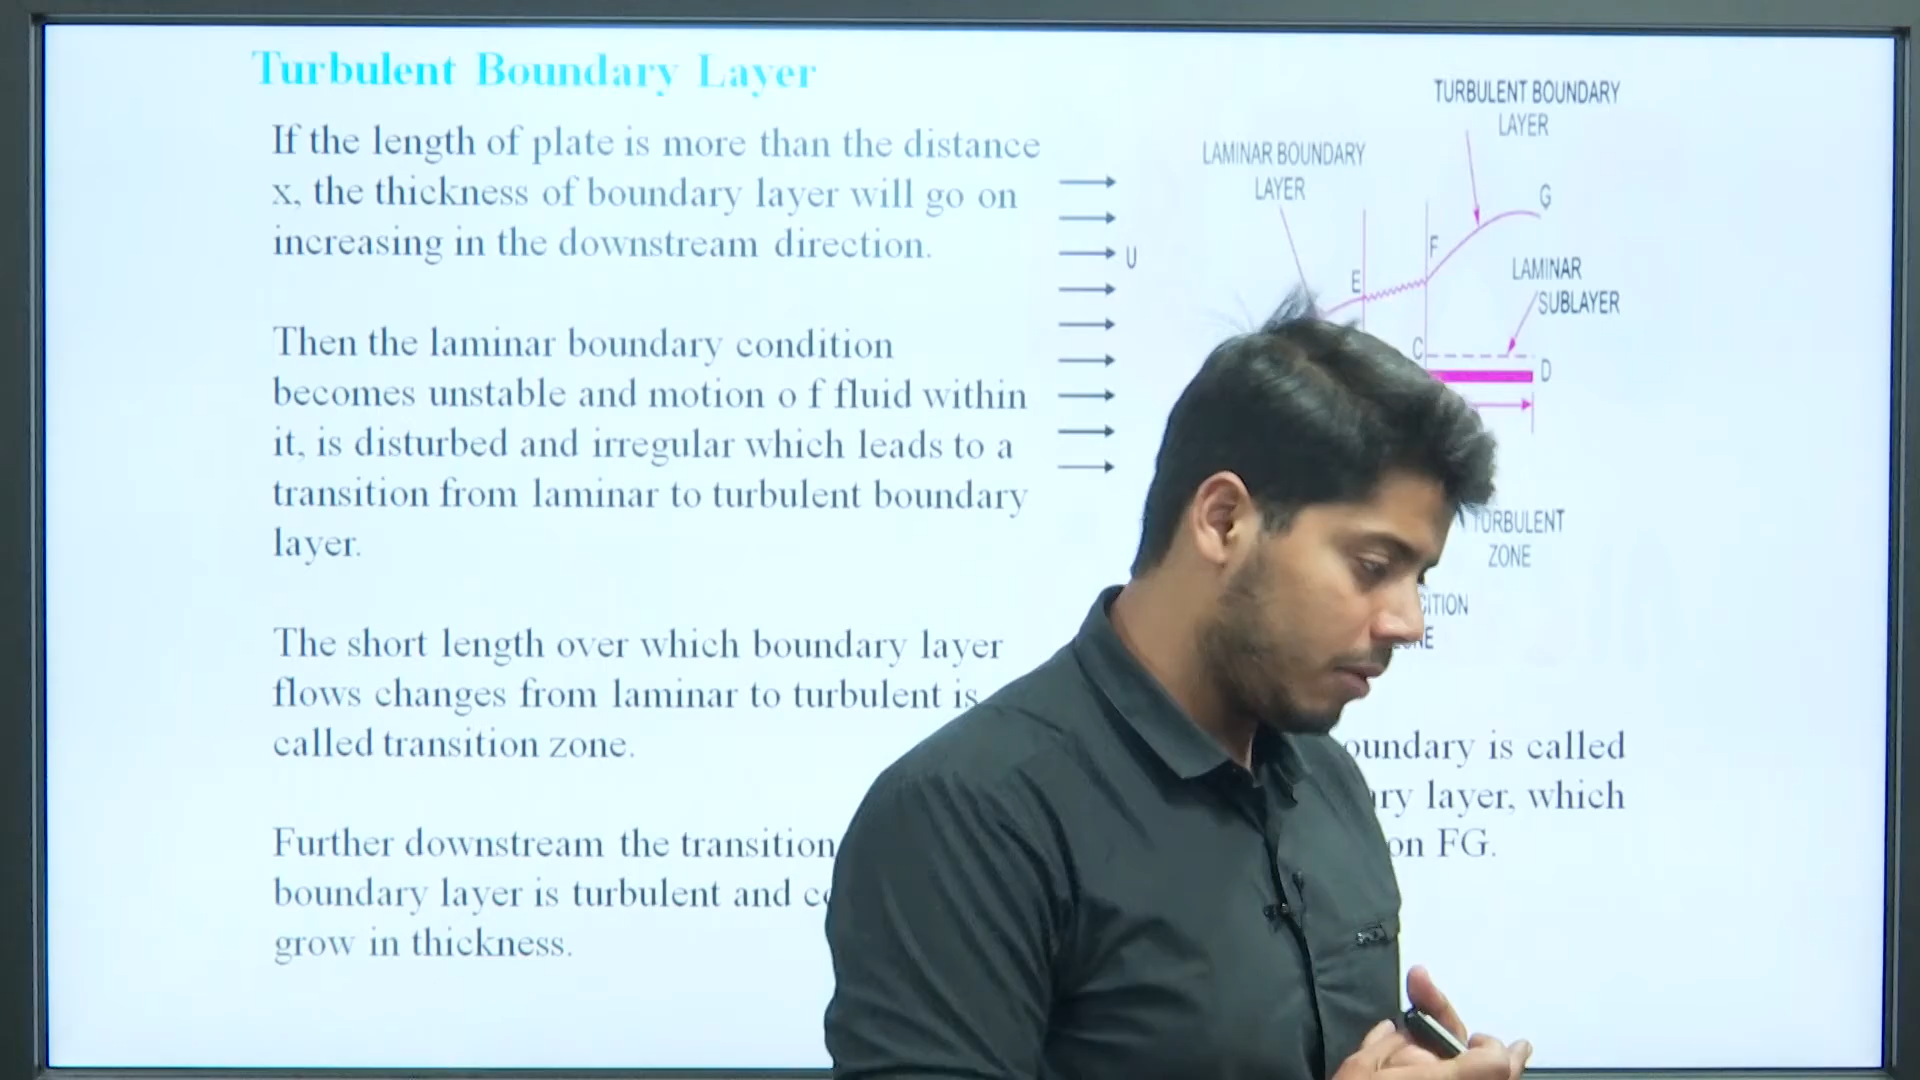 Turbulent Boundary Layer
If the length of plate is more than the distance
x, the thickness of boundary layer will go on
increasing in the downstream direction.
Then the laminar boundary condition
becomes unstable and motion o f fluid within
it, is disturbed and irregular which leads to a
transition from laminar to turbulent boundary
layer.
The short length over which boundary layer
flows changes from laminar to turbulent is
called transition zone.
Further downstream the transition
boundary layer is turbulent and
grow in thickness.
TURBULENT BOUNDARY
LAYER
LAMINAR BOUNDARY
LAYER
G
F
U
E
LAMINAR
SUBLAYER
C
D
TURBULENT
ZONE
oundary is called
layer, which
on FG.